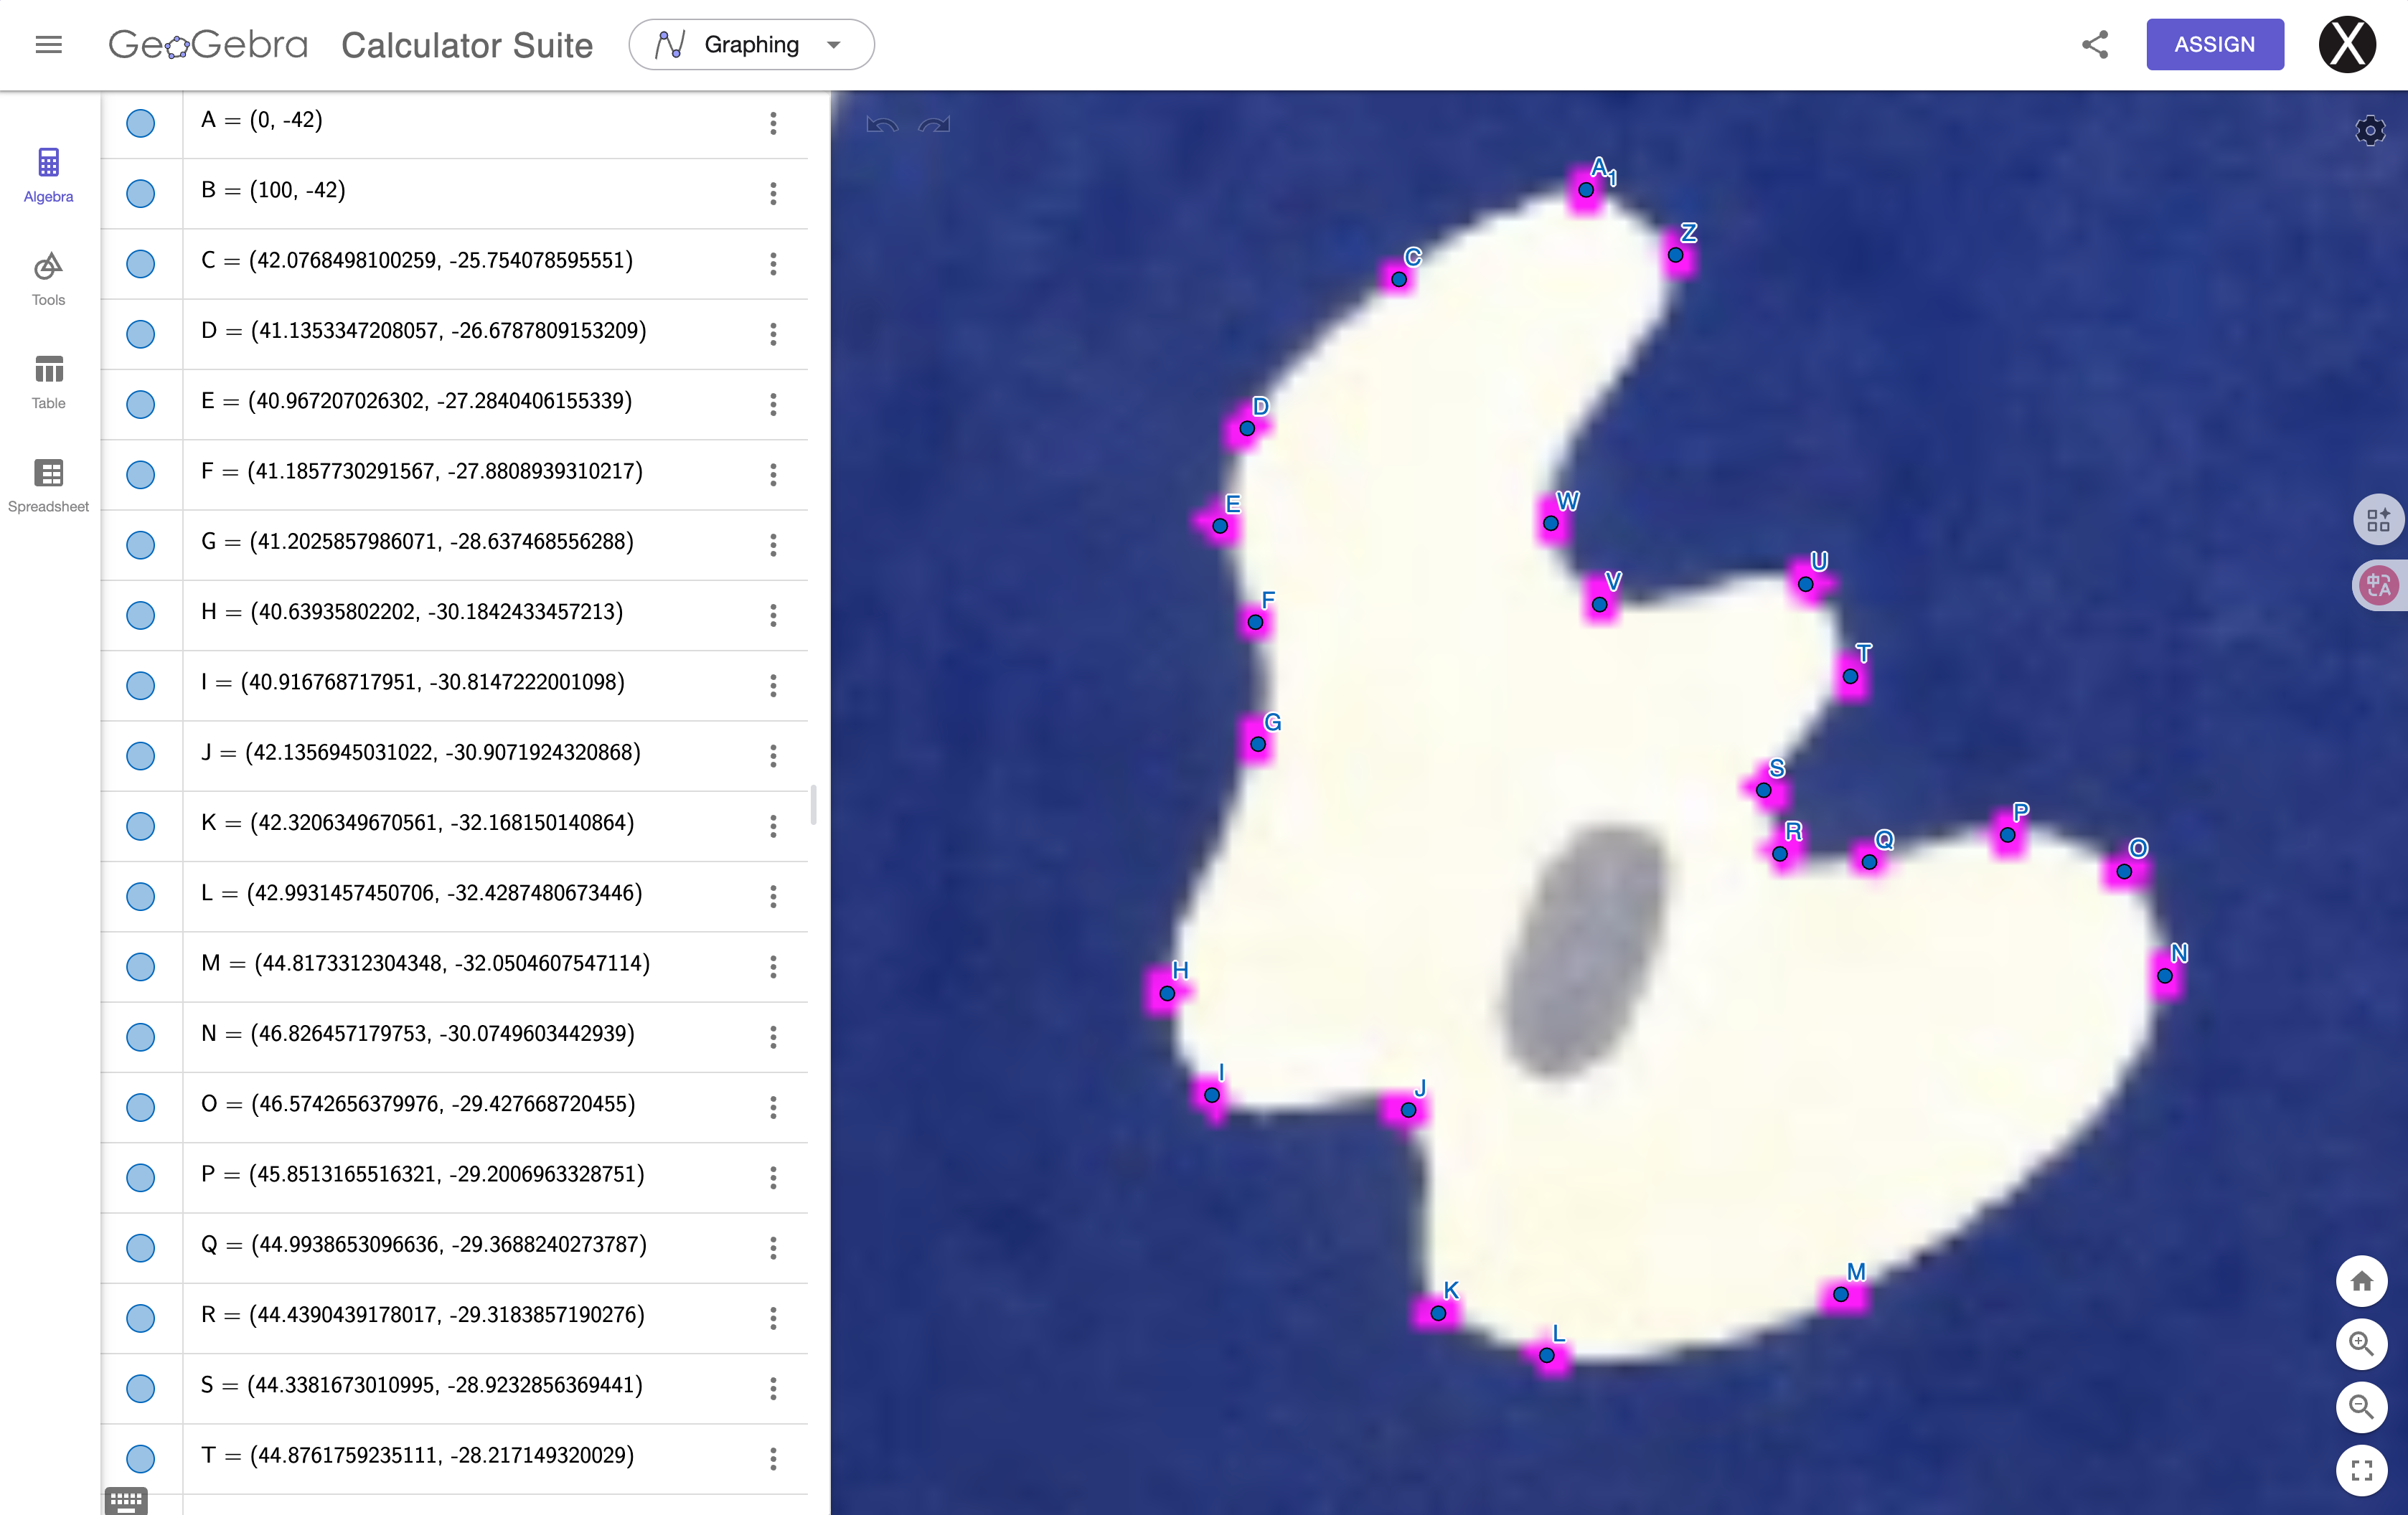 GeoGebra Calculator Suite Graphing ASSIGN X
Algebra
Tools
Table
Spreadsheet
A = (0, -42)
B = (100, -42)
C = (42.0768498100259, -25.754078595551)
D = (41.1353347208057, -26.6787809153209)
E = (40.967207026302, -27.2840406155339)
F = (41.1857730291567, -27.8808939310217)
G = (41.2025857986071, -28.637468556288)
H = (40.63935802202, -30.1842433457213)
I = (40.916768717951, -30.8147222001098)
J = (42.1356945031022, -30.9071924320868)
K = (42.3206349670561, -32.168150140864)
L = (42.9931457450706, -32.4287480673446)
M = (44.8173312304348, -32.0504607547114)
N = (46.826457179753, -30.0749603442939)
O = (46.5742656379976, -29.427668720455)
P = (45.8513165516321, -29.2006963328751)
Q = (44.9938653096636, -29.3688240273787)
R = (44.4390439178017, -29.3183857190276)
S = (44.3381673010995, -28.9232856369441)
T = (44.8761759235111, -28.217149320029)
A₁
Z
C
D
E
W
U
V
F
T
G
S
P
R
Q
O
N
H
I
J
M
K
L
中A